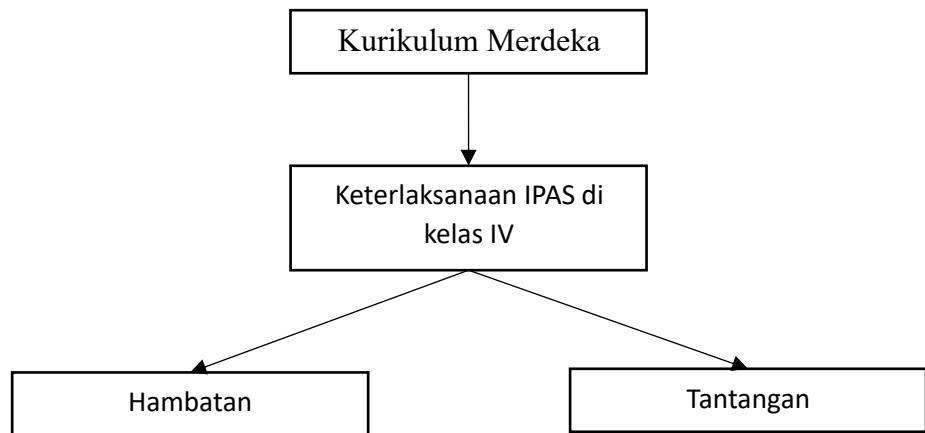 Kurikulum Merdeka
Keterlaksanaan IPAS di
kelas IV
Hambatan
Tantangan